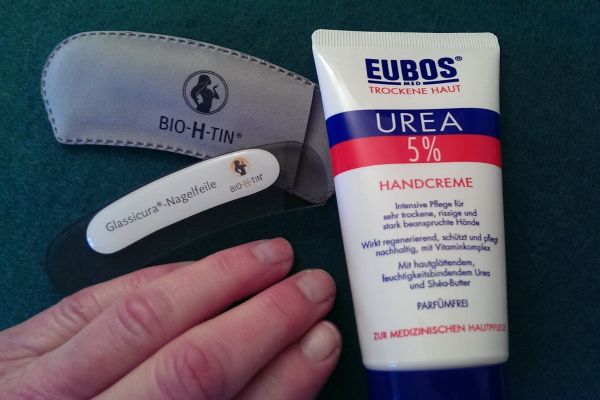 BIO-H-TIN®
Glassicura®-Nagelfeile
BIO-H-TIN®
EUBOS®
MED
TROCKENE HAUT
UREA
5%
HANDCREME
Intensive Pflege für
sehr trockene, rissige und
stark beanspruchte Hände
Wirkt regenerierend, schützt und pflegt
nachhaltig, mit Vitaminkomplex
Mit hautglättendem,
feuchtigkeitsbindendem Urea
und Shéa-Butter
PARFÜMFREI
ZUR MEDIZINISCHEN HAUTPFLEGE